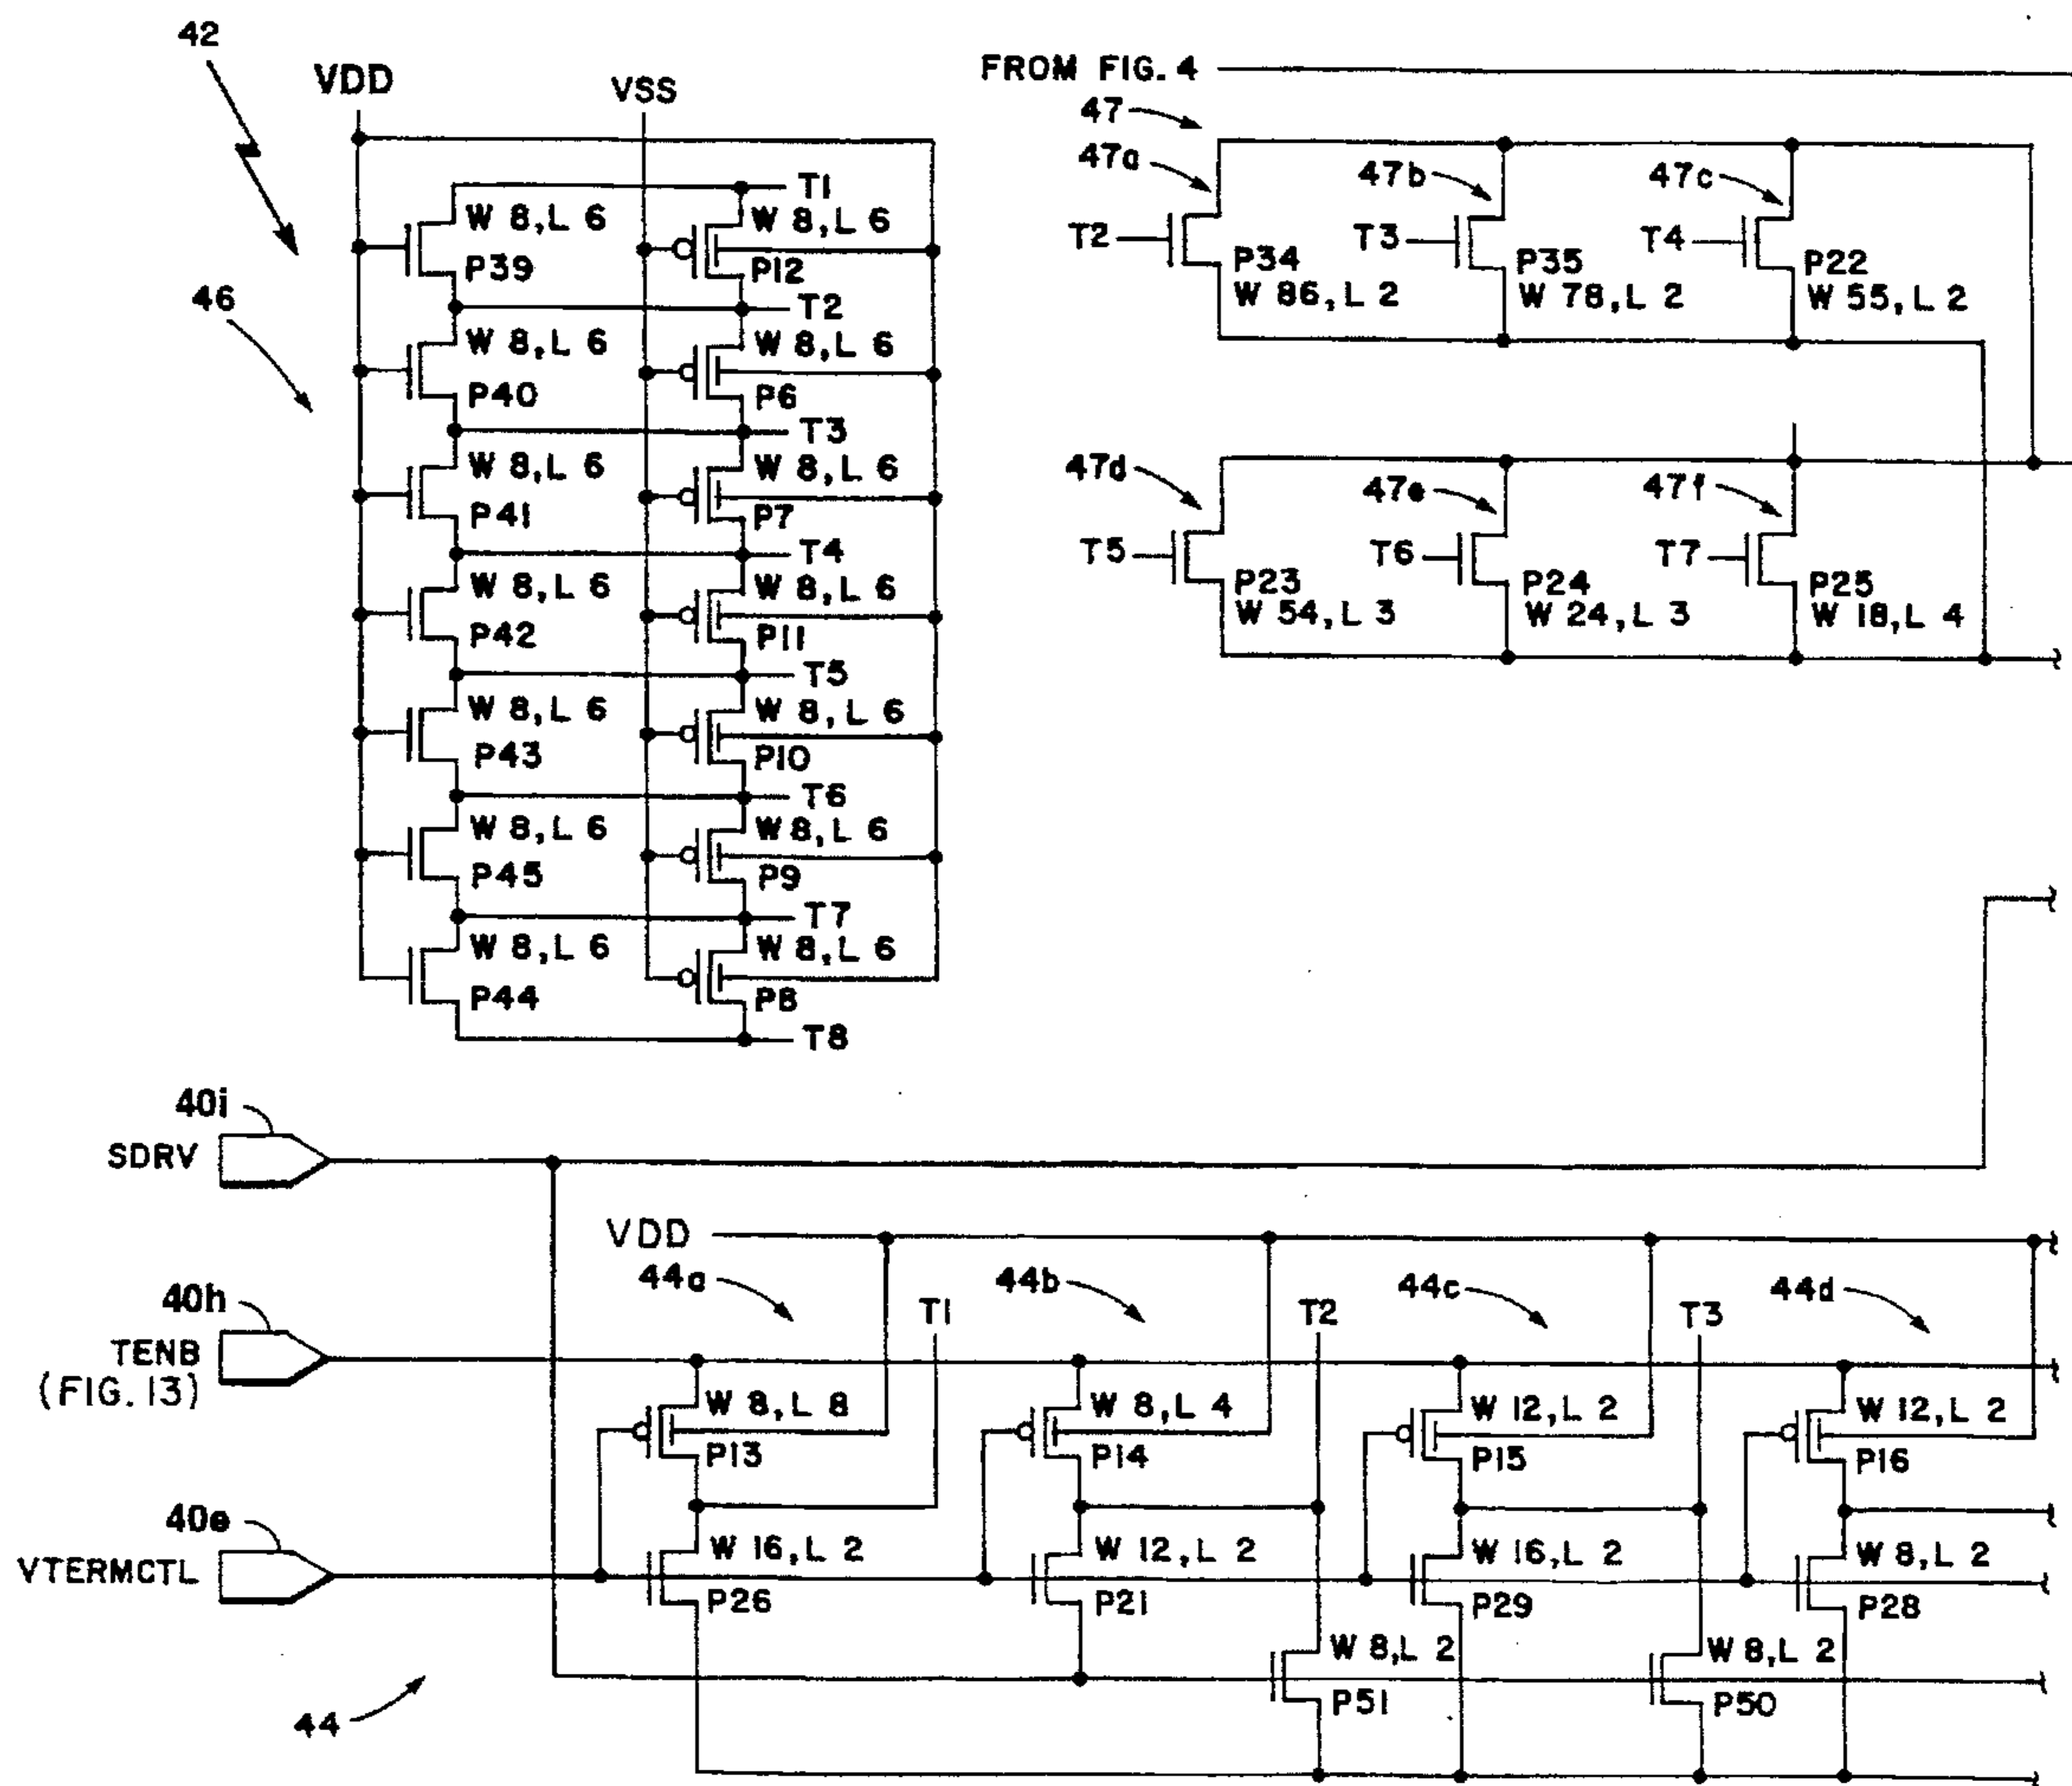 42
VDD
VSS
46
T1
W 8, L 6
P39
W 8, L 6
P12
T2
W 8, L 6
P40
W 8, L 6
P6
T3
W 8, L 6
P41
W 8, L 6
P7
T4
W 8, L 6
P42
W 8, L 6
P11
T5
W 8, L 6
P43
W 8, L 6
P10
T6
W 8, L 6
P45
W 8, L 6
P9
T7
W 8, L 6
P44
W 8, L 6
P8
T8
FROM FIG. 4
47
47a
T2
P34
W 86, L 2
47b
T3
P35
W 78, L 2
47c
T4
P22
W 55, L 2
47d
T5
P23
W 54, L 3
47e
T6
P24
W 24, L 3
47f
T7
P25
W 18, L 4
40i
SDRV
VDD
40h
TENB
(FIG. 13)
40e
VTERMCTL
44
44a
T1
W 8, L 8
P13
W 16, L 2
P26
44b
T2
W 8, L 4
P14
W 12, L 2
P21
W 8, L 2
P51
44c
T3
W 12, L 2
P15
W 16, L 2
P29
W 8, L 2
P50
44d
W 12, L 2
P16
W 8, L 2
P28